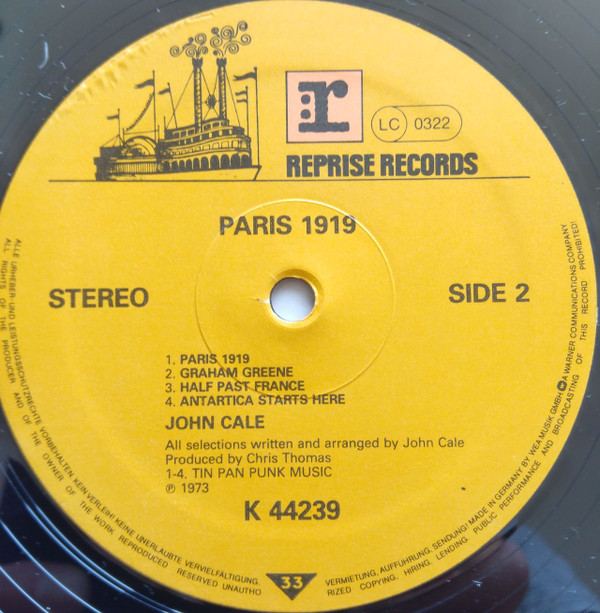 r
LC 0322
REPRISE RECORDS
PARIS 1919
STEREO
SIDE 2
1. PARIS 1919
2. GRAHAM GREENE
3. HALF PAST FRANCE
4. ANTARTICA STARTS HERE
JOHN CALE
All selections written and arranged by John Cale
Produced by Chris Thomas
1-4. TIN PAN PUNK MUSIC
℗ 1973
K 44239
33
ALLE URHEBER- UND LEISTUNGSSCHUTZRECHTE VORBEHALTEN. KEIN VERLEIH! KEINE UNERLAUBTE VERVIELFÄLTIGUNG, VERMIETUNG, AUFFÜHRUNG, SENDUNG! MADE IN GERMANY BY WEA MUSIK GMBH A WARNER COMMUNICATIONS COMPANY
ALL RIGHTS OF THE PRODUCER AND OF THE OWNER OF THE WORK REPRODUCED RESERVED UNAUTHORIZED COPYING, HIRING, LENDING PUBLIC PERFORMANCE AND BROADCASTING OF THIS RECORD PROHIBITED!